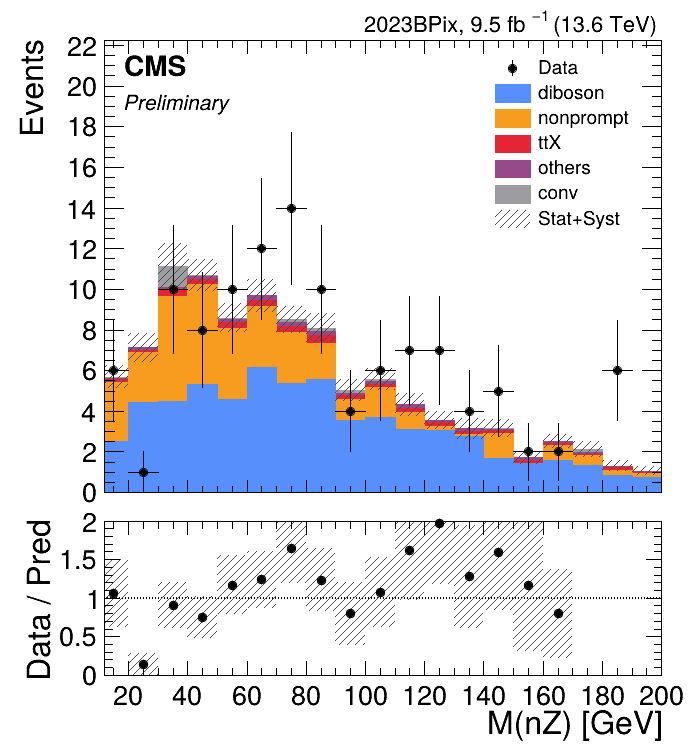 2023BPix, 9.5 fb⁻¹ (13.6 TeV)
Events
CMS
Preliminary
Data
diboson
nonprompt
ttX
others
conv
Stat+Syst
22
20
18
16
14
12
10
8
6
4
2
0
Data / Pred
2
1.5
1
0.5
0
20 40 60 80 100 120 140 160 180 200
M(nZ) [GeV]